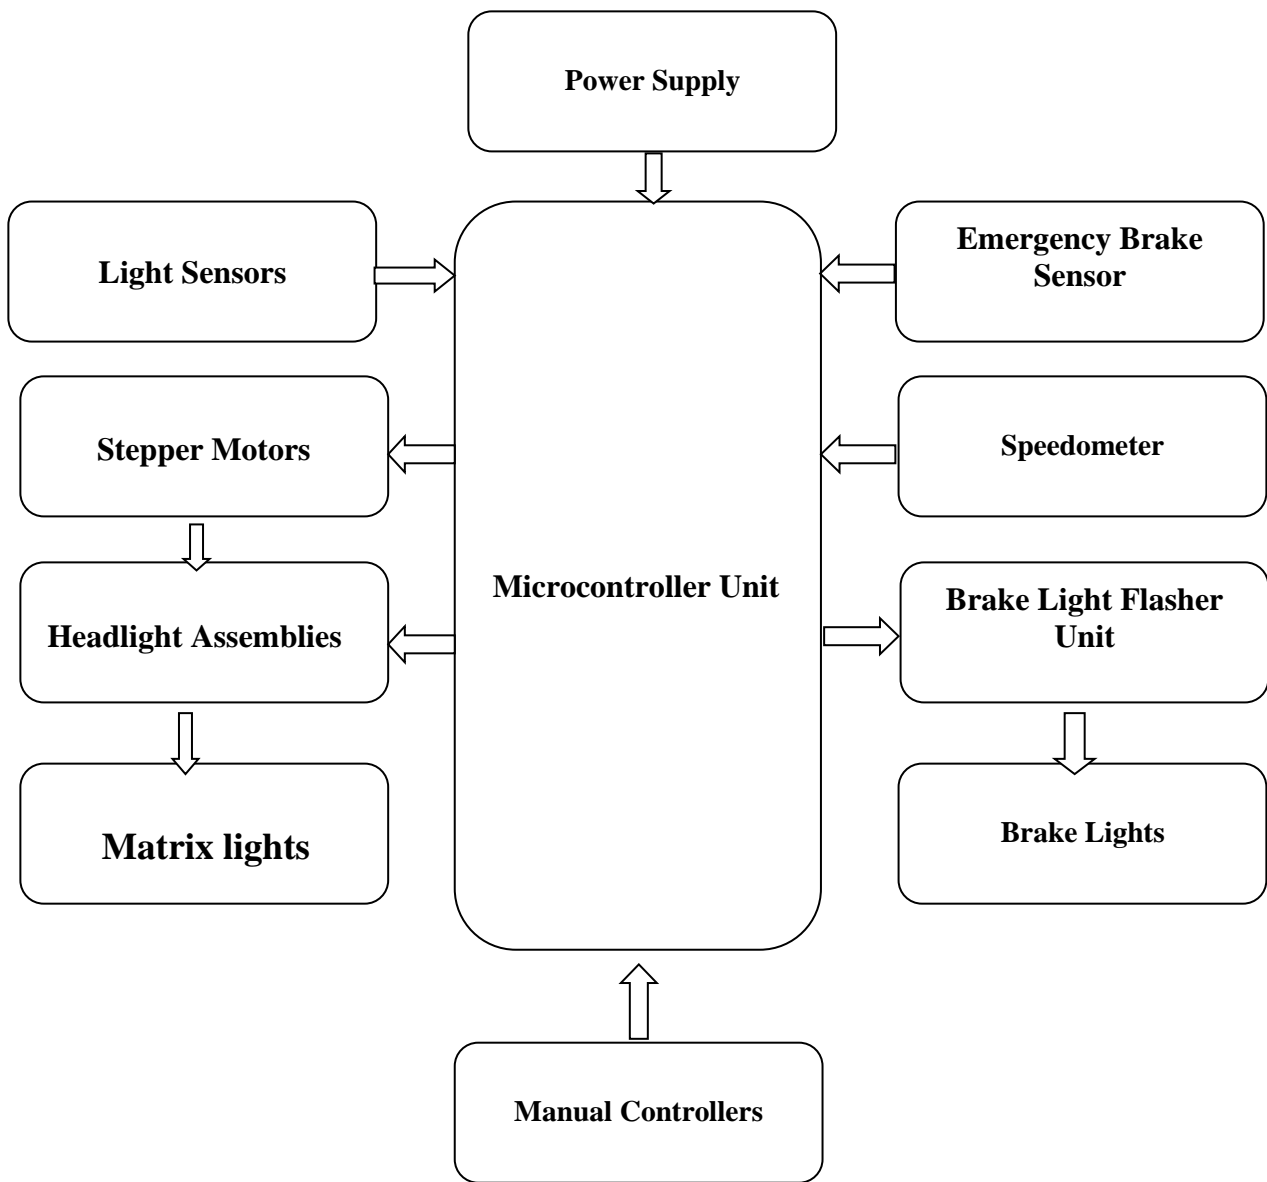 Power Supply
Light Sensors
Emergency Brake
Sensor
Stepper Motors
Speedometer
Microcontroller Unit
Headlight Assemblies
Brake Light Flasher
Unit
Matrix lights
Brake Lights
Manual Controllers